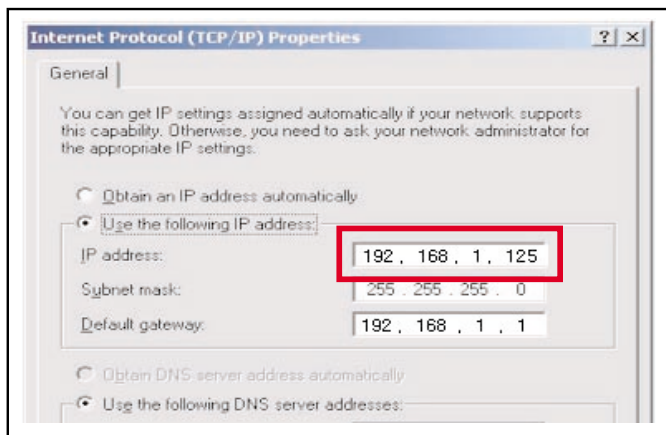 Internet Protocol (TCP/IP) Properties
General
You can get IP settings assigned automatically if your network supports
this capability. Otherwise, you need to ask your network administrator for
the appropriate IP settings.
Obtain an IP address automatically
Use the following IP address:
IP address: 192 . 168 . 1 . 125
Subnet mask: 255 . 255 . 255 . 0
Default gateway: 192 . 168 . 1 . 1
Obtain DNS server address automatically
Use the following DNS server addresses: